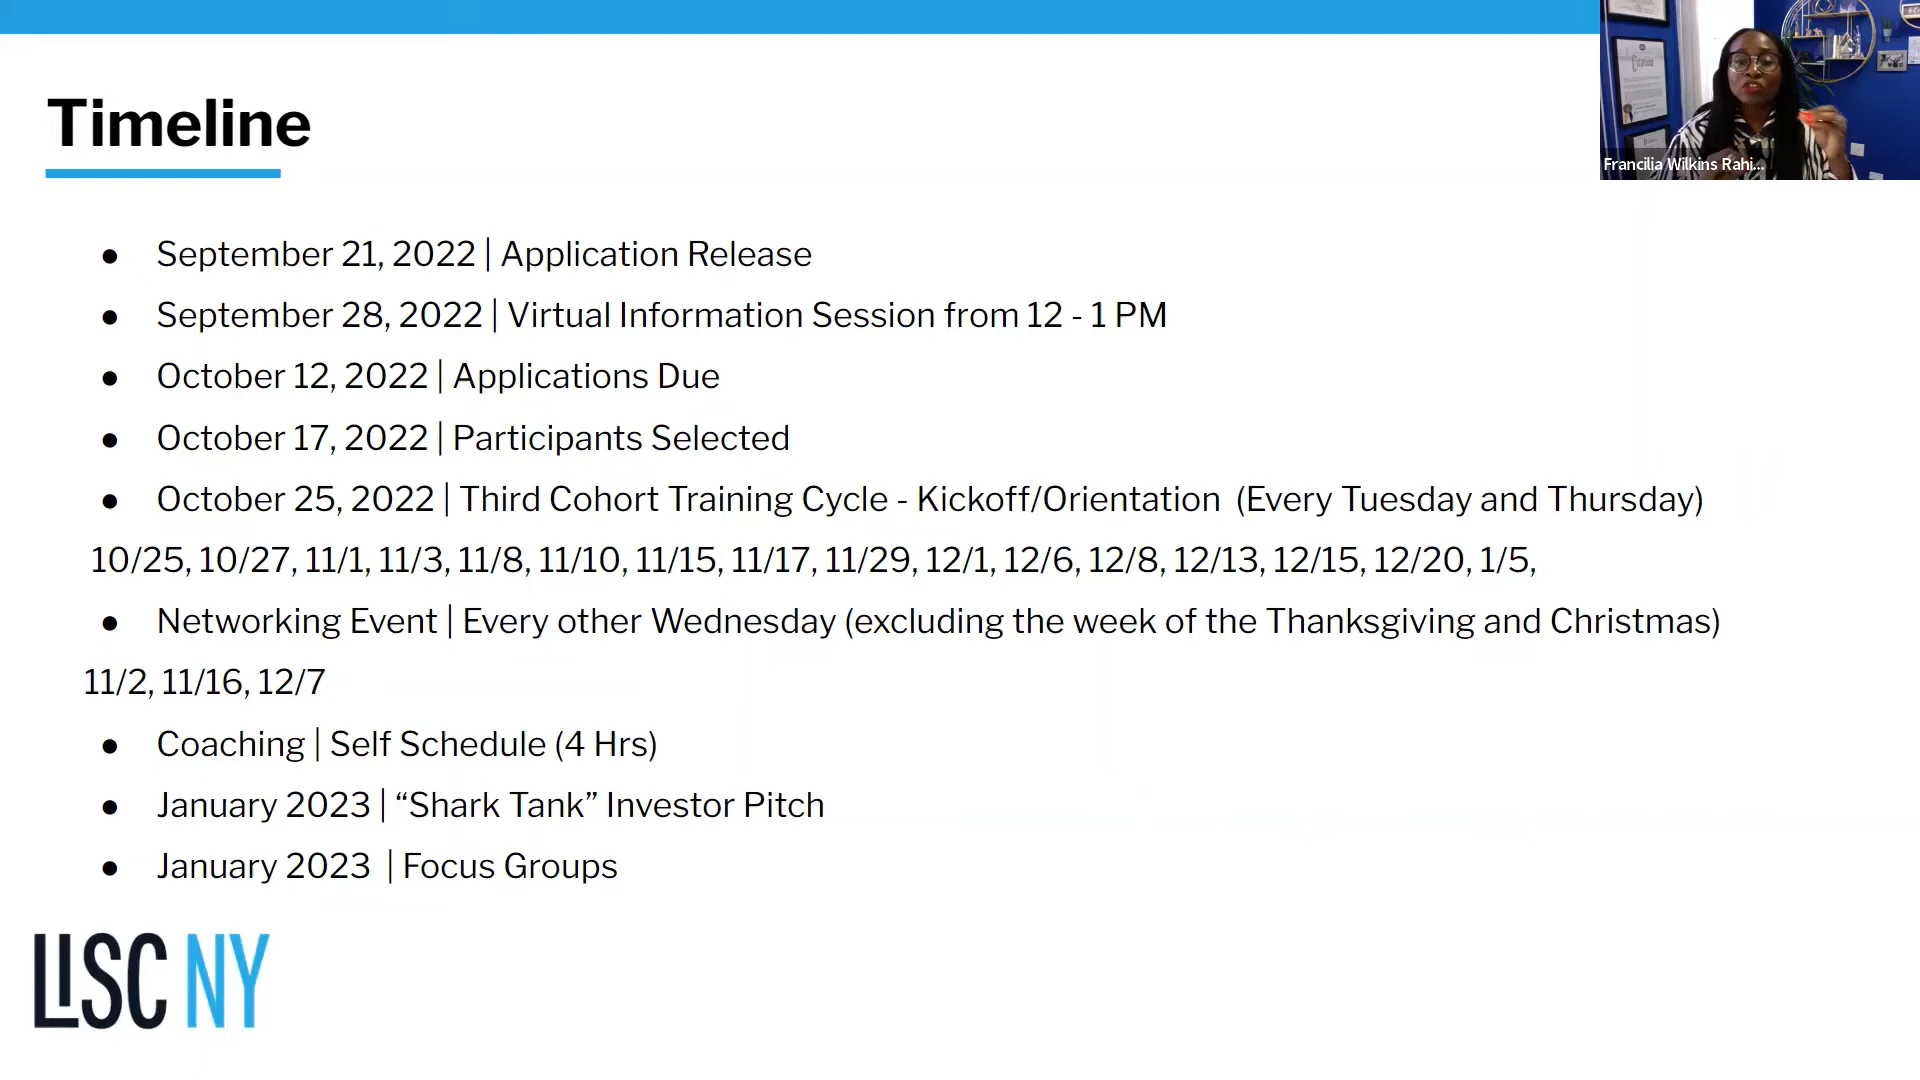 Timeline
Francilia Wilkins Rahi...
● September 21, 2022 | Application Release
● September 28, 2022 | Virtual Information Session from 12 - 1 PM
● October 12, 2022 | Applications Due
● October 17, 2022 | Participants Selected
● October 25, 2022 | Third Cohort Training Cycle - Kickoff/Orientation (Every Tuesday and Thursday)
10/25, 10/27, 11/1, 11/3, 11/8, 11/10, 11/15, 11/17, 11/29, 12/1, 12/6, 12/8, 12/13, 12/15, 12/20, 1/5,
● Networking Event | Every other Wednesday (excluding the week of the Thanksgiving and Christmas)
11/2, 11/16, 12/7
● Coaching | Self Schedule (4 Hrs)
● January 2023 | “Shark Tank” Investor Pitch
● January 2023 | Focus Groups
LISC NY